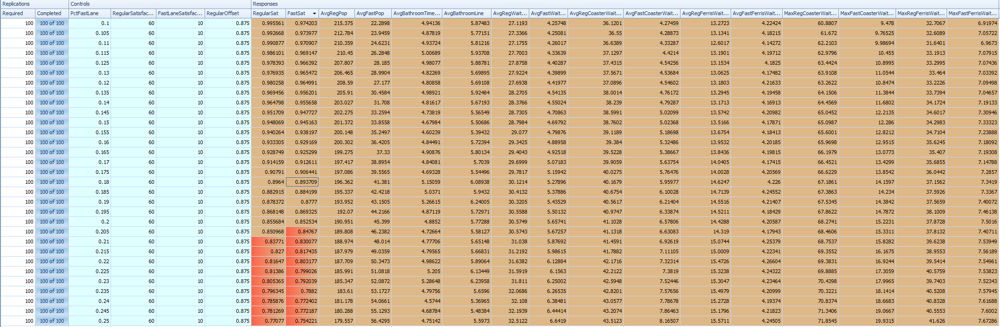 Replications Controls Responses
Required Completed PctFastLane RegularSatisfac... FastLaneSatisfac... RegularOffset RegularSat FastSat AvgRegPop AvgFastPop AvgBathroomTime... AvgBathroomLine AvgRegWait... AvgFastWait... AvgRegCoasterWait... AvgFastCoasterWait... AvgRegFerrisWait... AvgFastFerrisWait... MaxRegCoasterWait... MaxFastCoasterWait... MaxRegFerrisWait... MaxFastFerrisWait...
100 100 of 100 0.1 60 10 0.875 0.995561 0.974203 215.375 22.2898 4.94136 5.87483 27.1193 4.25748 36.1201 4.27459 13.2723 4.22424 60.8807 9.478 32.7067 6.91974
100 100 of 100 0.105 60 10 0.875 0.992668 0.973977 212.784 23.9459 4.87819 5.77151 27.3366 4.25081 36.55 4.28873 13.1341 4.18215 61.672 9.76525 32.6089 7.05722
100 100 of 100 0.11 60 10 0.875 0.990877 0.970907 210.359 24.6231 4.93724 5.81216 27.1755 4.26017 36.6389 4.33287 12.6017 4.14272 62.2103 9.98694 31.6401 6.9673
100 100 of 100 0.115 60 10 0.875 0.986101 0.969147 210.45 26.2848 5.00689 5.93708 27.7003 4.33639 37.1297 4.4214 13.1901 4.19712 62.9796 10.455 33.1913 7.07915
100 100 of 100 0.125 60 10 0.875 0.978393 0.966392 207.807 28.185 4.98077 5.88781 27.8758 4.40287 37.4315 4.54256 13.1534 4.1825 63.4424 10.8995 33.2995 7.07436
100 100 of 100 0.13 60 10 0.875 0.976935 0.965472 206.465 28.9904 4.82269 5.69895 27.9224 4.39899 37.5671 4.53684 13.0625 4.17482 63.9108 11.0544 33.464 7.03392
100 100 of 100 0.12 60 10 0.875 0.980258 0.964991 208.59 27.177 4.80858 5.69108 27.6938 4.41977 37.0896 4.54602 13.1803 4.21633 63.2622 10.8474 33.2226 7.09498
100 100 of 100 0.135 60 10 0.875 0.969456 0.956201 205.91 30.4584 4.98921 5.92484 28.2705 4.54135 38.0014 4.76172 13.2945 4.19458 64.1506 11.3844 33.7394 7.04657
100 100 of 100 0.14 60 10 0.875 0.964798 0.955658 203.027 31.708 4.81617 5.67193 28.3766 4.55024 38.239 4.79287 13.1713 4.16913 64.4569 11.6802 34.1724 7.19133
100 100 of 100 0.145 60 10 0.875 0.951709 0.947727 202.275 33.2594 4.73819 5.56549 28.7305 4.70863 38.5991 5.02099 13.5742 4.20982 65.0452 12.2135 34.6017 7.30946
100 100 of 100 0.15 60 10 0.875 0.948069 0.945163 201.372 33.8558 4.67984 5.50686 28.7984 4.69792 38.7602 5.02368 13.5166 4.17871 65.0987 12.286 34.2983 7.33323
100 100 of 100 0.155 60 10 0.875 0.940264 0.938197 200.148 35.2497 4.60239 5.39432 29.077 4.79876 39.1189 5.18698 13.6754 4.18413 65.6001 12.8212 34.7104 7.23888
100 100 of 100 0.16 60 10 0.875 0.933305 0.929169 200.302 36.4205 4.84491 5.72394 29.3425 4.88958 39.384 5.32486 13.9532 4.20185 65.9698 12.9515 35.6245 7.18092
100 100 of 100 0.165 60 10 0.875 0.928749 0.925299 199.275 37.33 4.90876 5.80134 29.4043 4.92518 39.5228 5.38667 13.8436 4.19815 66.1979 13.0773 35.407 7.19308
100 100 of 100 0.17 60 10 0.875 0.914159 0.912611 197.417 38.8954 4.84081 5.7039 29.6999 5.07183 39.9059 5.63754 14.0405 4.17415 66.4521 13.4299 35.6855 7.14788
100 100 of 100 0.175 60 10 0.875 0.90791 0.906441 197.086 39.5565 4.69328 5.54496 29.7817 5.15942 40.0275 5.76476 14.0028 4.20569 66.6229 13.8542 36.0442 7.2857
100 100 of 100 0.18 60 10 0.875 0.8964 0.893709 196.362 41.381 5.15059 6.08938 30.1214 5.27896 40.1679 5.95977 14.6247 4.226 67.1861 14.1597 37.1562 7.3419
100 100 of 100 0.185 60 10 0.875 0.882915 0.884199 195.337 42.4218 5.0371 5.9432 30.4132 5.37886 40.6754 6.10028 14.7139 4.24552 67.3863 14.234 37.5926 7.3367
100 100 of 100 0.19 60 10 0.875 0.878372 0.8777 193.952 43.1505 5.26615 6.24005 30.3205 5.43529 40.5617 6.21404 14.5516 4.21407 67.5345 14.3842 37.5659 7.40072
100 100 of 100 0.195 60 10 0.875 0.868148 0.869325 192.07 44.2166 4.87119 5.72971 30.5588 5.50132 40.9747 6.33874 14.5211 4.18429 67.8622 14.7872 38.1009 7.46138
100 100 of 100 0.2 60 10 0.875 0.855684 0.852534 190.951 45.399 4.8852 5.77288 30.5749 5.65741 41.1028 6.57806 14.4288 4.20587 68.2741 15.2231 37.8728 7.5016
100 100 of 100 0.205 60 10 0.875 0.850968 0.84767 189.808 46.2382 4.72664 5.58127 30.5743 5.67257 41.1318 6.63083 14.319 4.17943 68.4606 15.3311 37.8132 7.40711
100 100 of 100 0.21 60 10 0.875 0.83771 0.830077 188.974 48.014 4.77706 5.65148 31.038 5.87692 41.4591 6.92619 15.0744 4.25379 68.7537 15.8282 39.6238 7.53949
100 100 of 100 0.215 60 10 0.875 0.827 0.817435 187.979 49.0359 4.79565 5.66831 31.2192 5.98615 41.7882 7.11105 15.0009 4.22341 69.3552 16.1675 38.9553 7.56189
100 100 of 100 0.22 60 10 0.875 0.81647 0.803177 187.709 50.3473 4.98622 5.89064 31.6382 6.12884 42.1716 7.32314 15.4726 4.26604 69.3831 16.9244 39.5414 7.54961
100 100 of 100 0.225 60 10 0.875 0.81386 0.799026 185.991 51.0818 5.205 6.13449 31.5919 6.1563 42.2122 7.3819 15.3238 4.24322 69.8885 17.3059 40.5759 7.53823
100 100 of 100 0.23 60 10 0.875 0.805365 0.792039 185.347 52.0872 5.28648 6.23958 31.811 6.25002 42.5948 7.52446 15.3047 4.23464 70.4398 17.9965 39.7403 7.52343
100 100 of 100 0.235 60 10 0.875 0.796345 0.7882 183.61 53.1727 4.79756 5.6596 32.0686 6.26535 42.8201 7.57656 15.4979 4.20999 70.3221 18.1414 40.5208 7.57945
100 100 of 100 0.24 60 10 0.875 0.785876 0.772402 181.178 54.0661 4.5744 5.36965 32.108 6.38481 43.0577 7.78678 15.2728 4.19374 70.8374 18.6683 40.8328 7.61688
100 100 of 100 0.245 60 10 0.875 0.781269 0.772187 180.288 55.1293 4.68784 5.48384 32.1939 6.44414 43.2074 7.86463 15.1796 4.21823 71.3406 19.0667 40.5553 7.6002
100 100 of 100 0.25 60 10 0.875 0.77077 0.754221 179.557 56.4295 4.75142 5.5973 32.5122 6.6419 43.5123 8.16507 15.5711 4.24505 71.8545 19.9315 41.626 7.67286